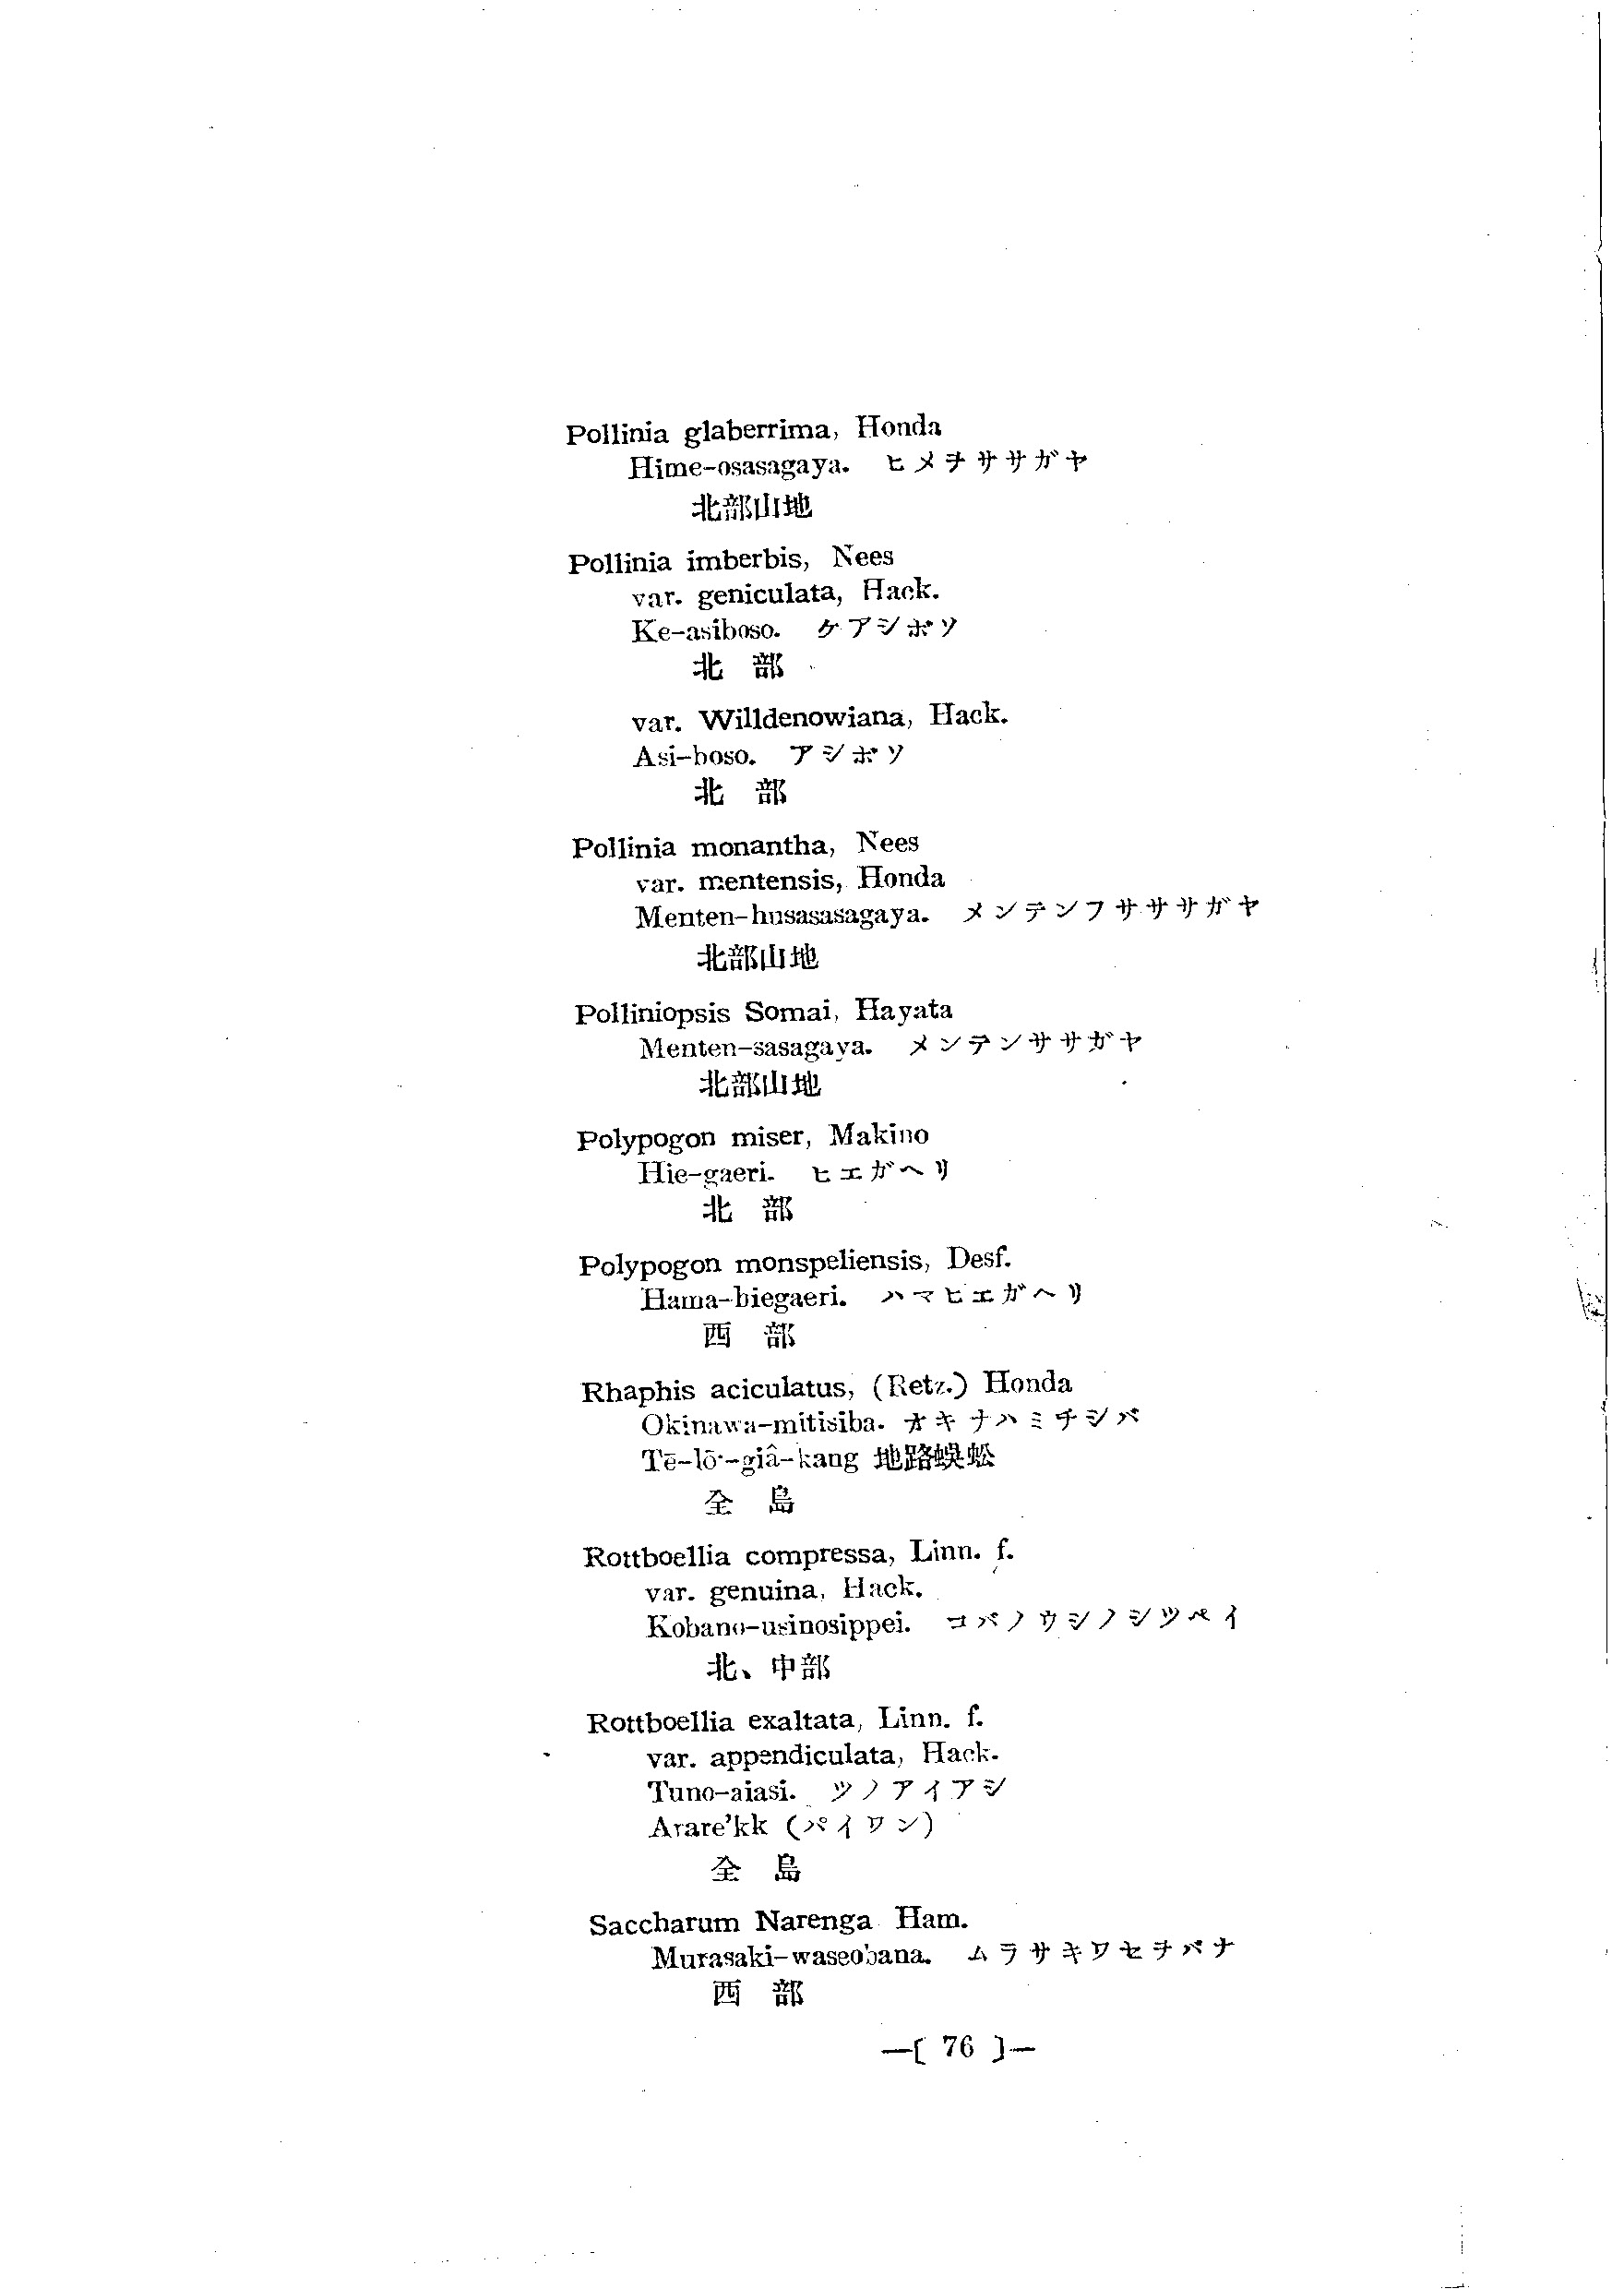 Pollinia glaberrima, Honda
Hime-osasagaya. ヒメヲササガヤ
北部山地
Pollinia imberbis, Nees
var. geniculata, Hack.
Ke-asiboso. ケアシボソ
北 部
var. Willdenowiana, Hack.
Asi-boso. アシボソ
北 部
Pollinia monantha, Nees
var. mentensis, Honda
Menten-husasasagaya. メンテンフサササガヤ
北部山地
Polliniopsis Somai, Hayata
Menten-sasagaya. メンテンササガヤ
北部山地
Polypogon miser, Makino
Hie-gaeri. ヒエガヘリ
北 部
Polypogon monspeliensis, Desf.
Hama-hiegaeri. ハマヒエガヘリ
西 部
Rhaphis aciculatus, (Retz.) Honda
Okinawa-mitisiba. オキナハミチシバ
Tē-lō·-giâ-kang 地路蜈蚣
全 島
Rottboellia compressa, Linn. f.
var. genuina, Hack.
Kobano-usinosippei. コバノウシノシツペイ
北、中部
Rottboellia exaltata, Linn. f.
var. appendiculata, Hack.
Tuno-aiasi. ツノアイアシ
Arare'kk (パイワン)
全 島
Saccharum Narenga Ham.
Murasaki-waseobana. ムラサキワセヲバナ
西 部
—[ 76 ]—